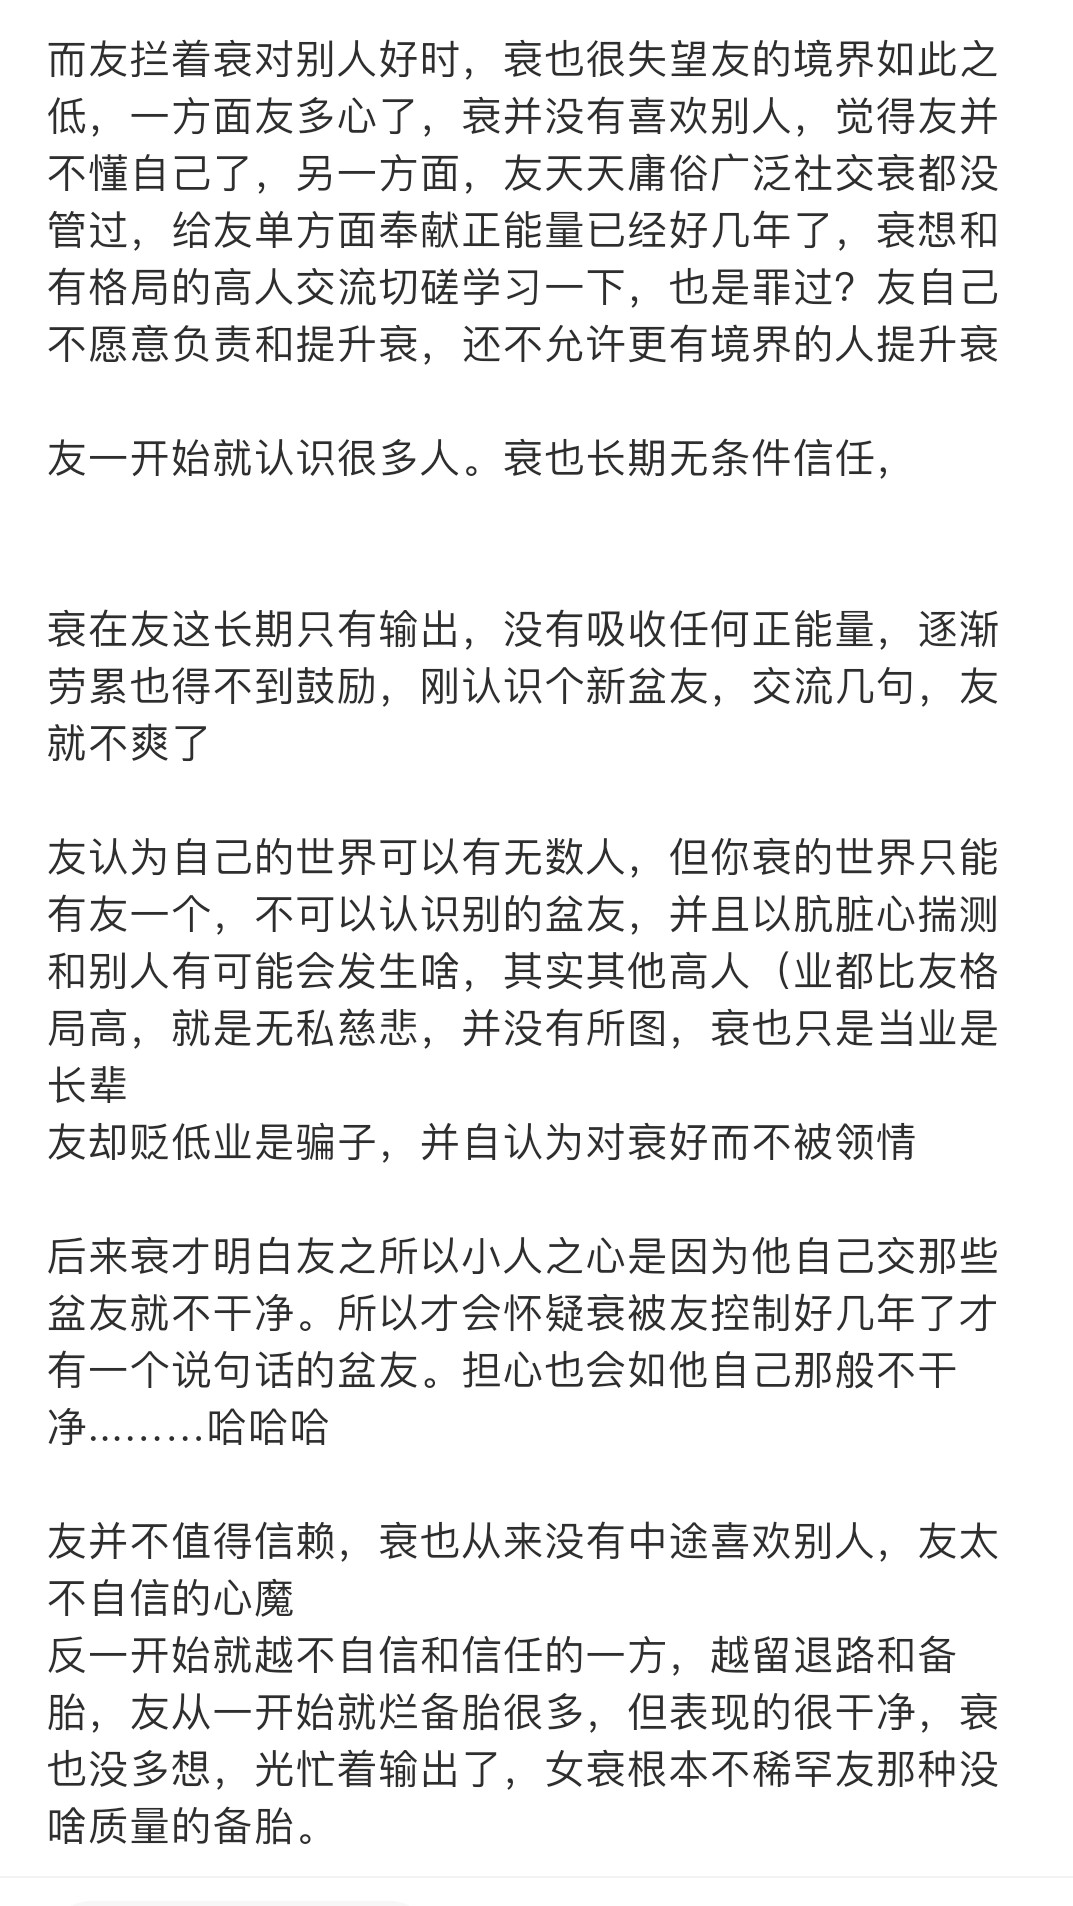 而友拦着衰对别人好时，衰也很失望友的境界如此之
低，一方面友多心了，衰并没有喜欢别人，觉得友并
不懂自己了，另一方面，友天天庸俗广泛社交衰都没
管过，给友单方面奉献正能量已经好几年了，衰想和
有格局的高人交流切磋学习一下，也是罪过？友自己
不愿意负责和提升衰，还不允许更有境界的人提升衰
友一开始就认识很多人。衰也长期无条件信任，
衰在友这长期只有输出，没有吸收任何正能量，逐渐
劳累也得不到鼓励，刚认识个新盆友，交流几句，友
就不爽了
友认为自己的世界可以有无数人，但你衰的世界只能
有友一个，不可以认识别的盆友，并且以肮脏心揣测
和别人有可能会发生啥，其实其他高人（业都比友格
局高，就是无私慈悲，并没有所图，衰也只是当业是
长辈
友却贬低业是骗子，并自认为对衰好而不被领情
后来衰才明白友之所以小人之心是因为他自己交那些
盆友就不干净。所以才会怀疑衰被友控制好几年了才
有一个说句话的盆友。担心也会如他自己那般不干
净………哈哈哈
友并不值得信赖，衰也从来没有中途喜欢别人，友太
不自信的心魔
反一开始就越不自信和信任的一方，越留退路和备
胎，友从一开始就烂备胎很多，但表现的很干净，衰
也没多想，光忙着输出了，女衰根本不稀罕友那种没
啥质量的备胎。